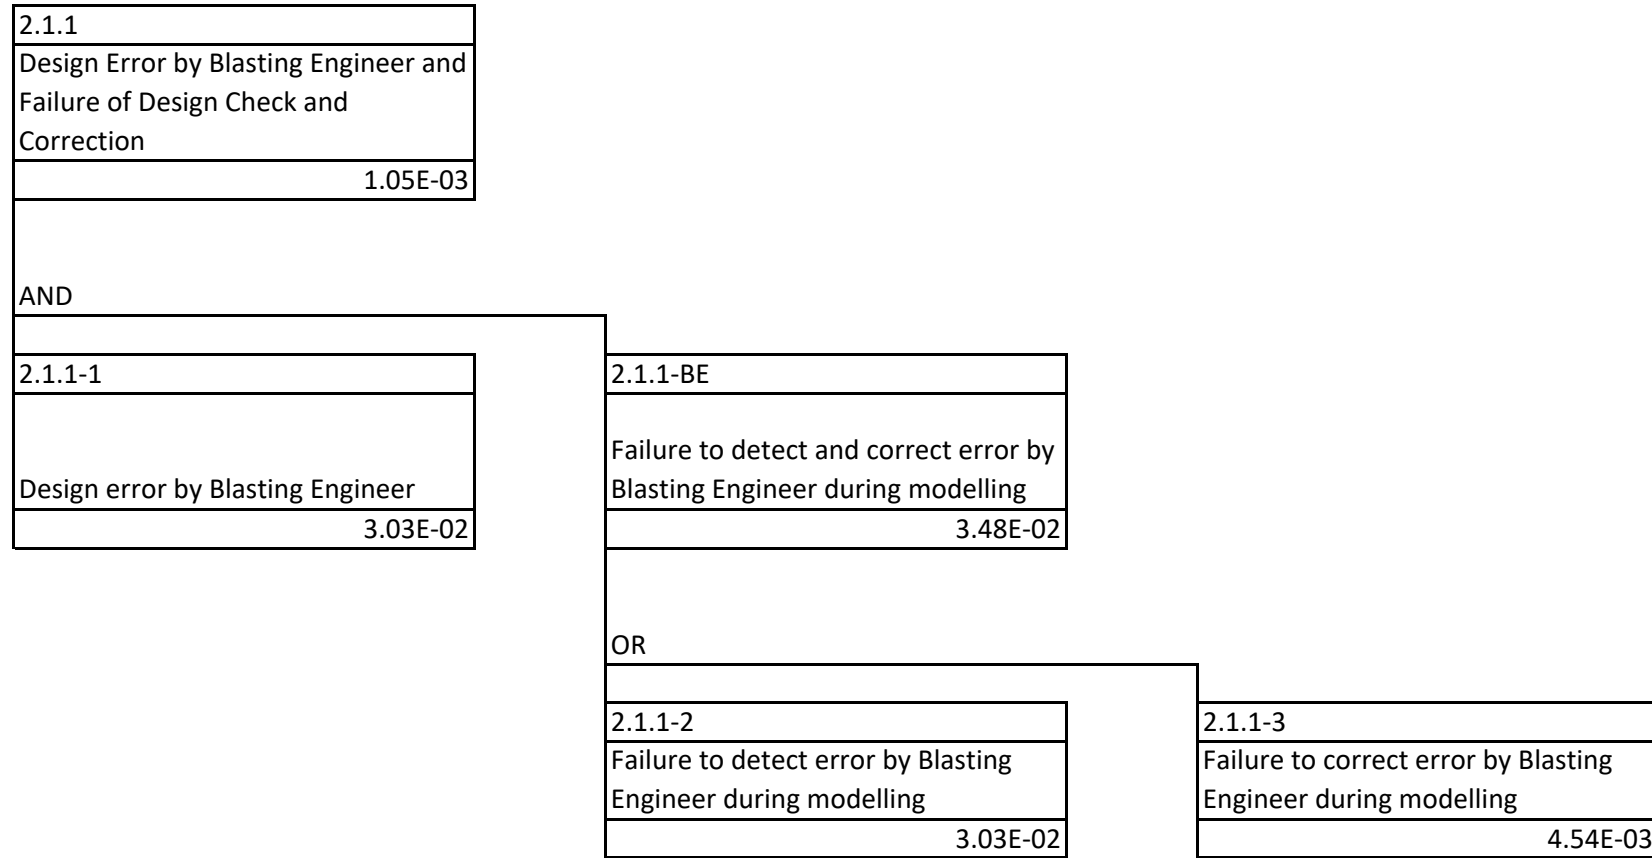 2.1.1
Design Error by Blasting Engineer and
Failure of Design Check and
Correction
1.05E-03
AND
2.1.1-1
Design error by Blasting Engineer
3.03E-02
2.1.1-BE
Failure to detect and correct error by
Blasting Engineer during modelling
3.48E-02
OR
2.1.1-2
Failure to detect error by Blasting
Engineer during modelling
3.03E-02
2.1.1-3
Failure to correct error by Blasting
Engineer during modelling
4.54E-03